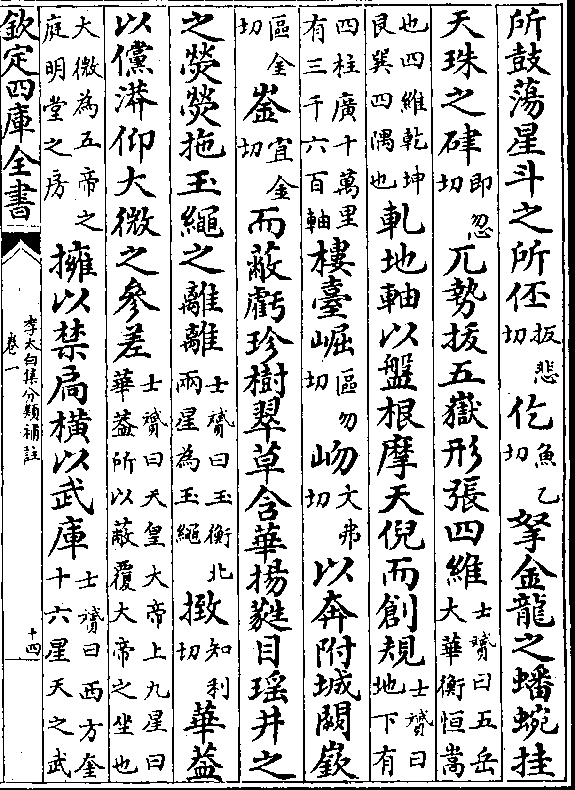 所鼓蕩星斗之所伾扳悲切仡魚乙切拏金龍之蟠蜿挂
天珠之硉即忽切兀勢拔五嶽形張四維士贇曰五岳大華衡恒嵩
也四維乾坤艮巽四隅也軋地軸以盤根摩天倪而創規士贇曰地下有
四柱廣十萬里有三千六百軸樓臺崛區勿切岉文弗切以奔附城闕嶔
區金切崟宜金切而蔽虧珍樹翠草含華揚蕤目瑶井之
之熒熒拖玉繩之離離士贇曰玉衡北兩星為玉繩㨖知利切華葢
以儻漭仰大微之參差士贇曰天皇大帝上九星曰華葢所以蔽覆大帝之坐也
大微為五帝之庭明堂之房擁以禁扃横以武庫士贇曰西方奎十六星天之武
欽定四庫全書
李太白集分類補註
卷一
十四